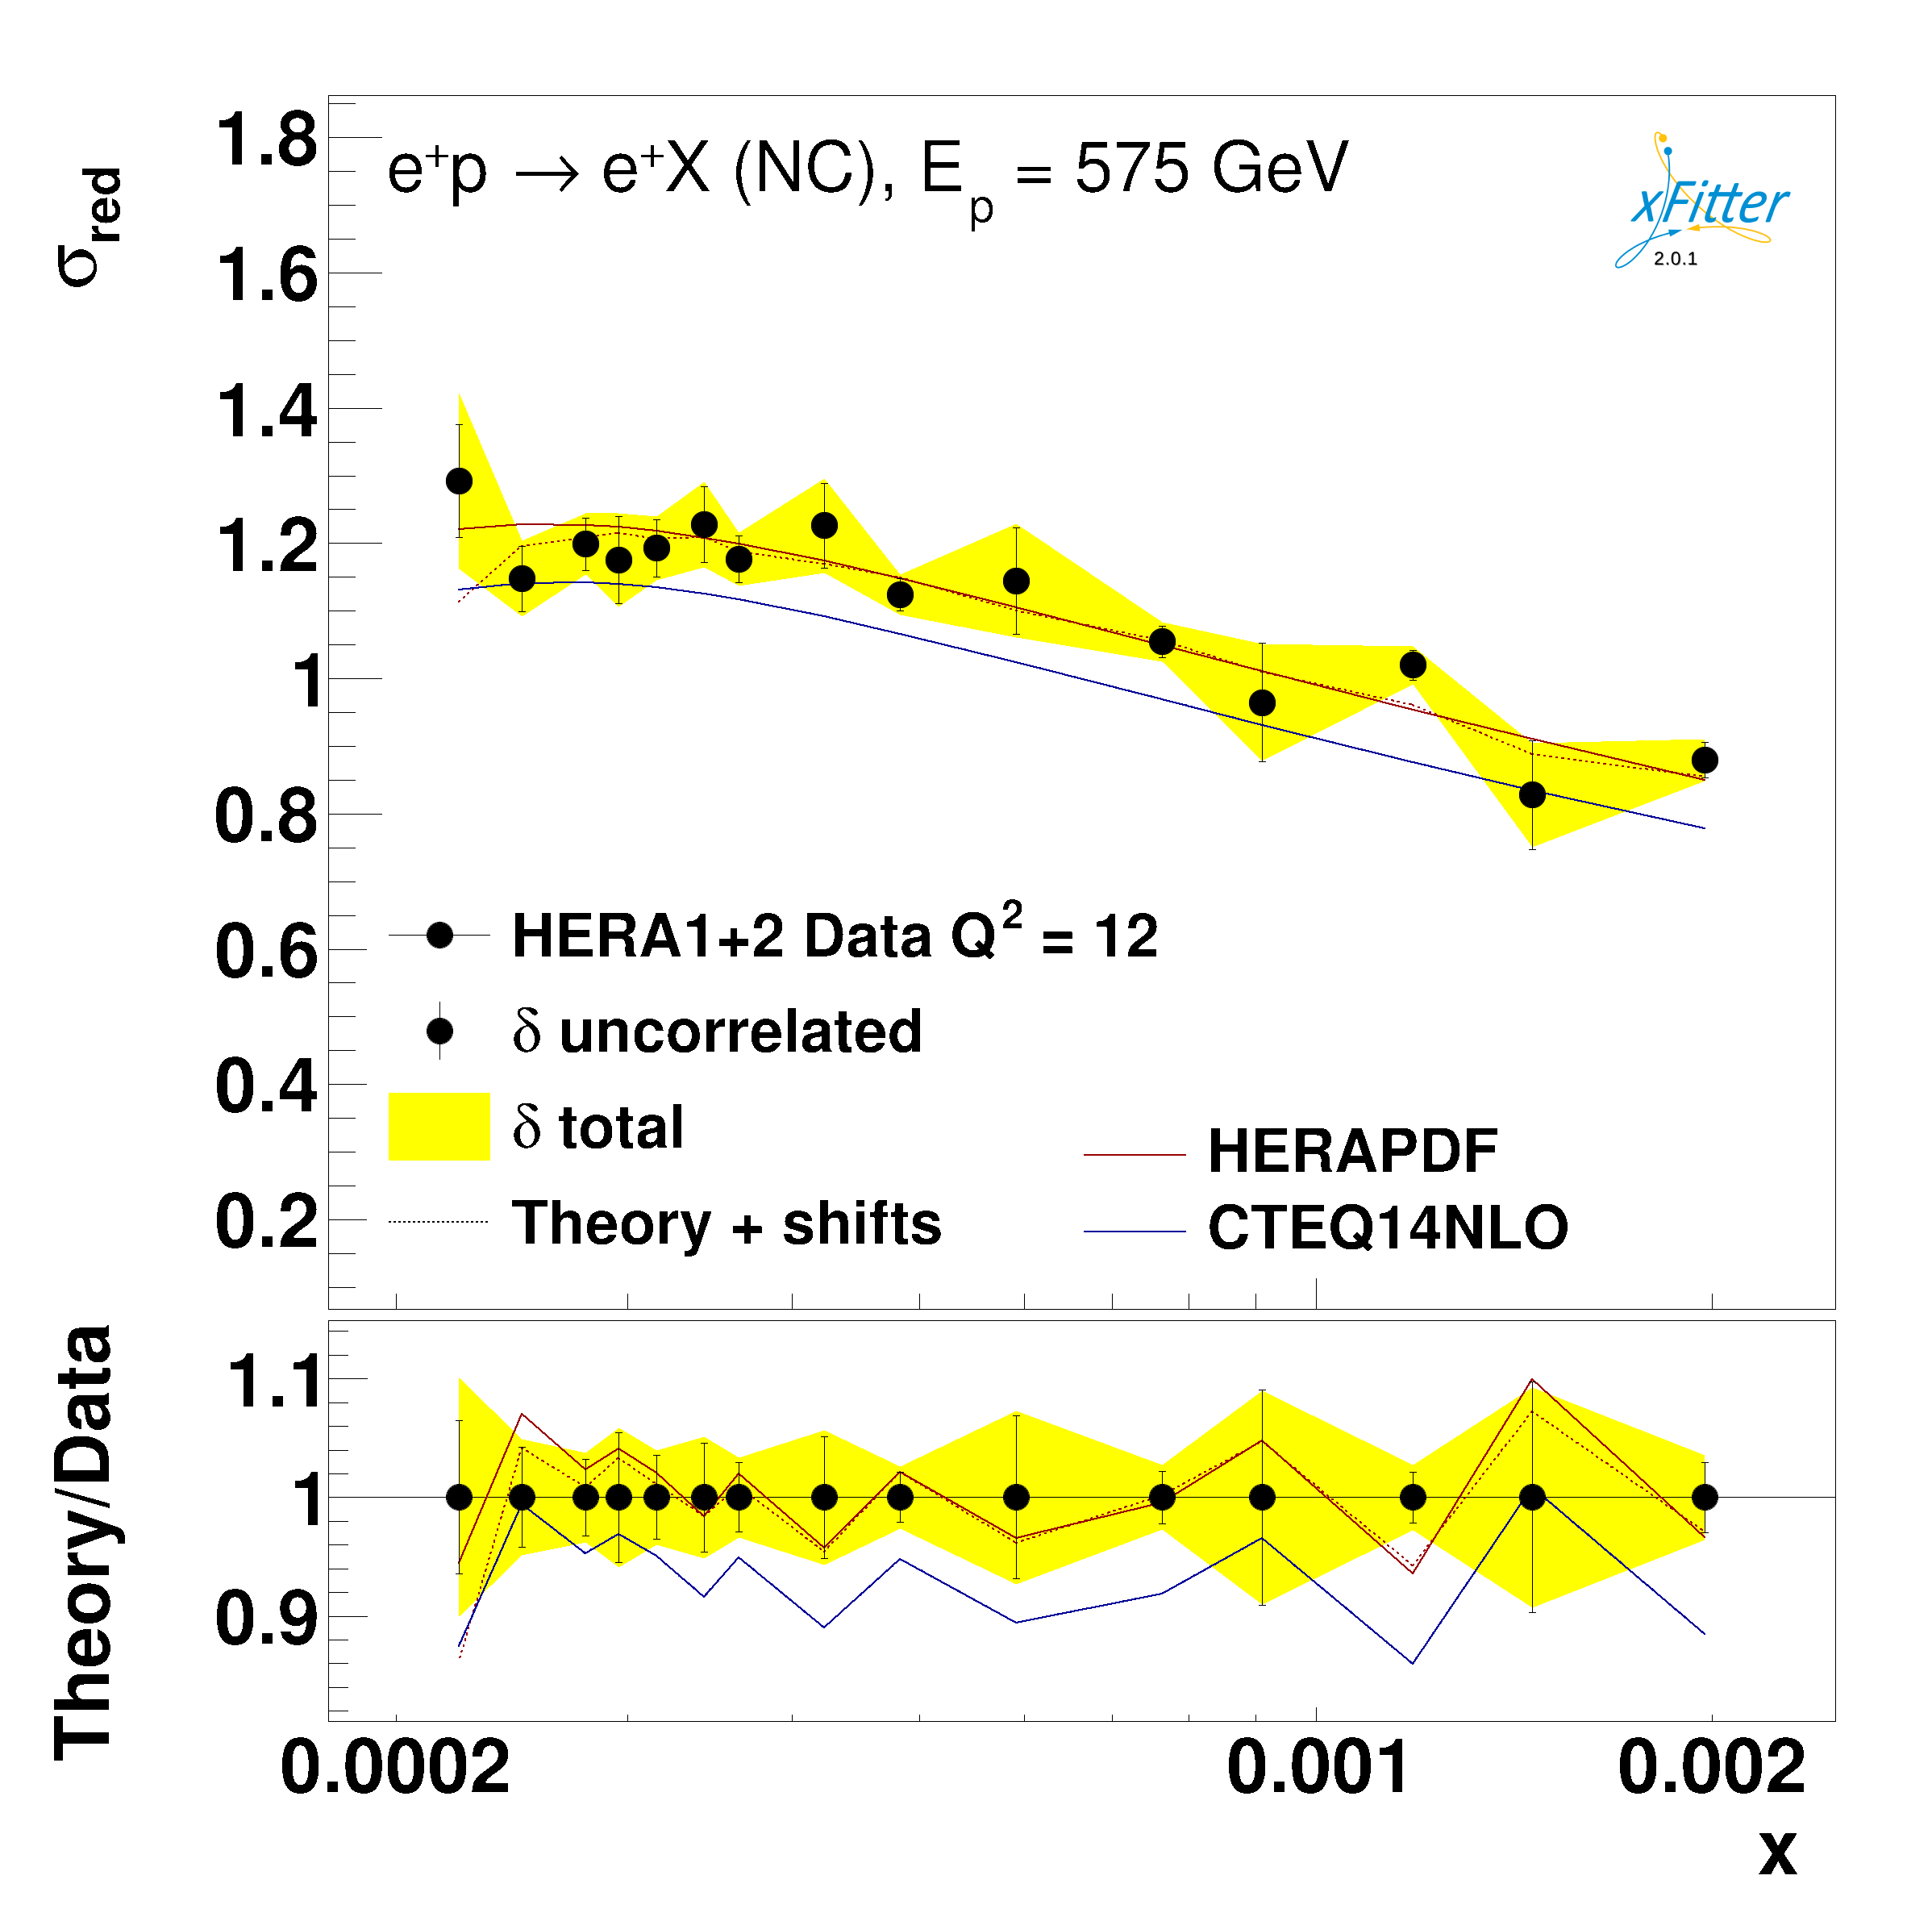 σred
1.8
1.6
1.4
1.2
1
0.8
0.6
0.4
0.2
e+p → e+X (NC), Ep = 575 GeV
xFitter
2.0.1
HERA1+2 Data Q2 = 12
δ uncorrelated
δ total
Theory + shifts
HERAPDF
CTEQ14NLO
Theory/Data
1.1
1
0.9
0.0002 0.001 0.002
x